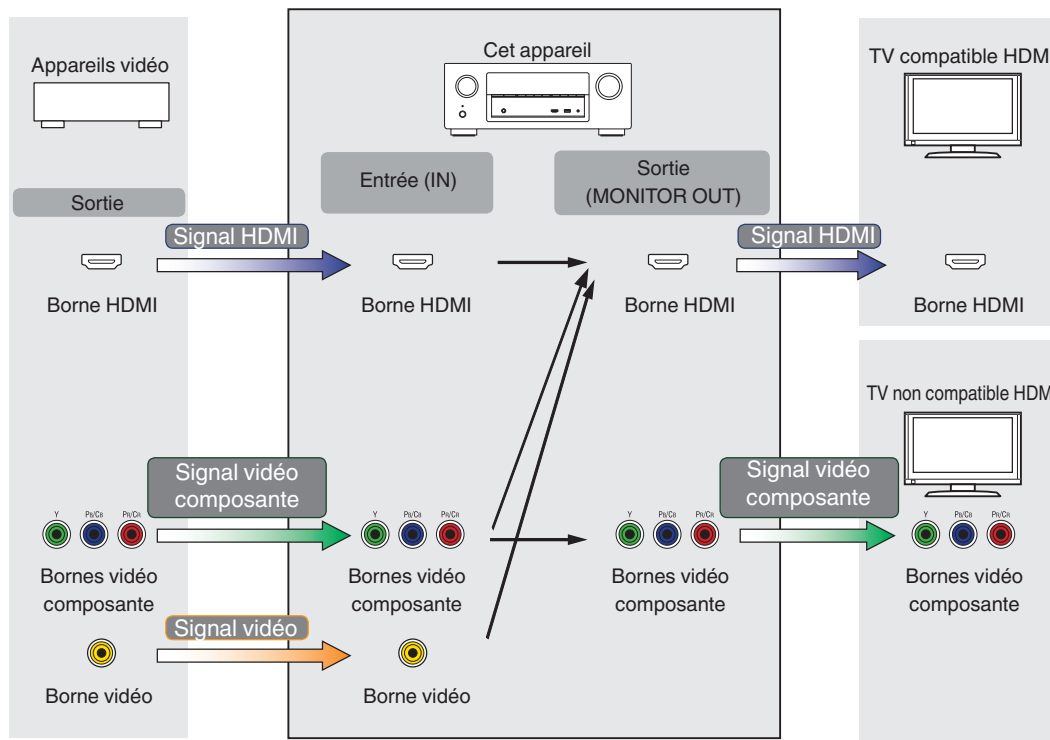 Appareils vidéo
Cet appareil
TV compatible HDM
Sortie
Entrée (IN)
Sortie
(MONITOR OUT)
Signal HDMI
Signal HDMI
Borne HDMI
Borne HDMI
Borne HDMI
Borne HDMI
TV non compatible HDM
Signal vidéo
composante
Signal vidéo
composante
Y PB/CB PR/CR
Y PB/CB PR/CR
Y PB/CB PR/CR
Y PB/CB PR/CR
Bornes vidéo
composante
Bornes vidéo
composante
Bornes vidéo
composante
Bornes vidéo
composante
Signal vidéo
Borne vidéo
Borne vidéo